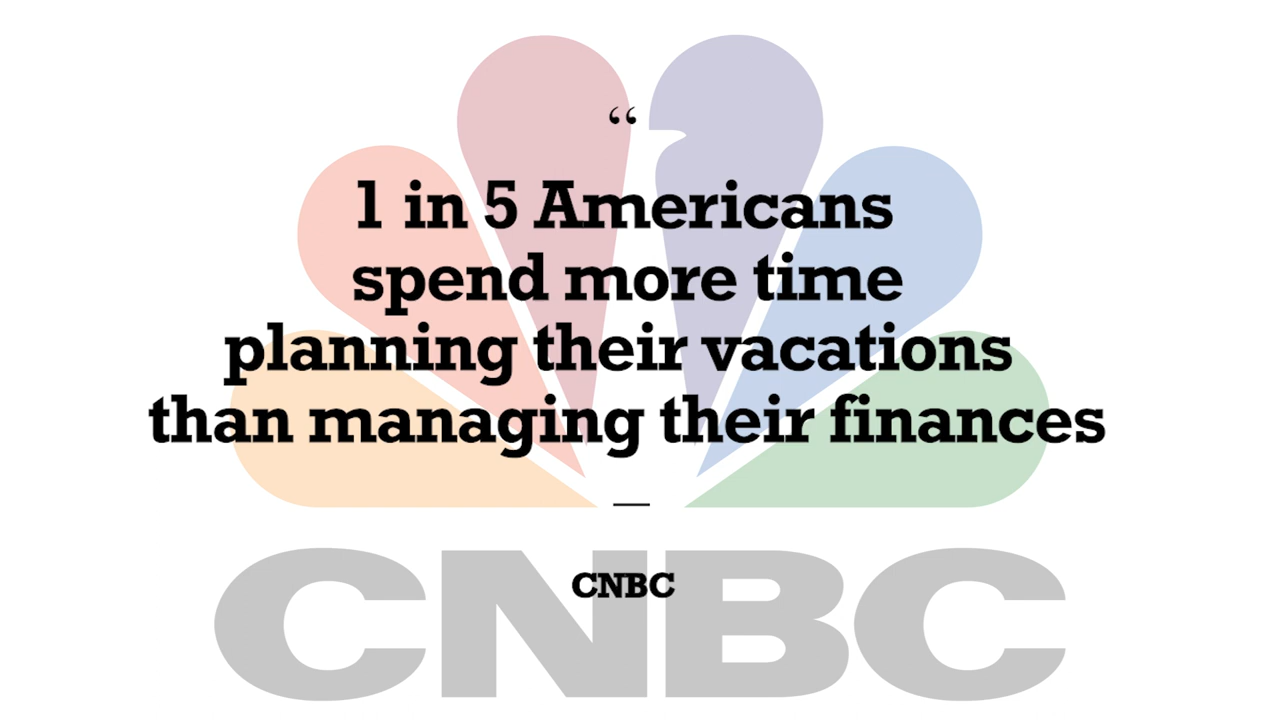 “
1 in 5 Americans
spend more time
planning their vacations
than managing their finances
—
CNBC
CNBC